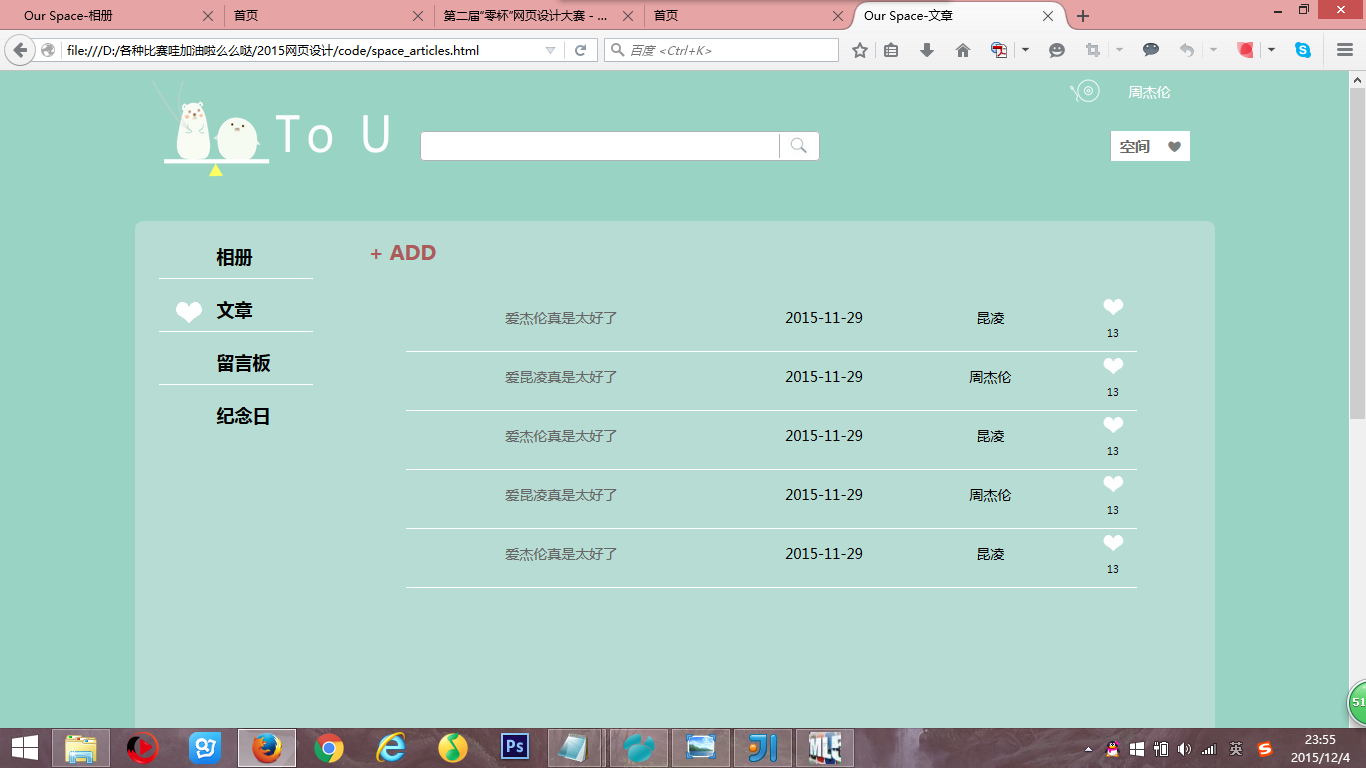 Our Space-相册
首页
第二届“零杯”网页设计大赛 - ...
首页
Our Space-文章
file:///D:/各种比赛哇加油啦么么哒/2015网页设计/code/space_articles.html
百度 <Ctrl+K>
To U
周杰伦
空间
相册
文章
留言板
纪念日
+ ADD
爱杰伦真是太好了 2015-11-29 昆凌
13
爱昆凌真是太好了 2015-11-29 周杰伦
13
爱杰伦真是太好了 2015-11-29 昆凌
13
爱昆凌真是太好了 2015-11-29 周杰伦
13
爱杰伦真是太好了 2015-11-29 昆凌
13
51
Ps
JI
MLE
英
23:55
2015/12/4